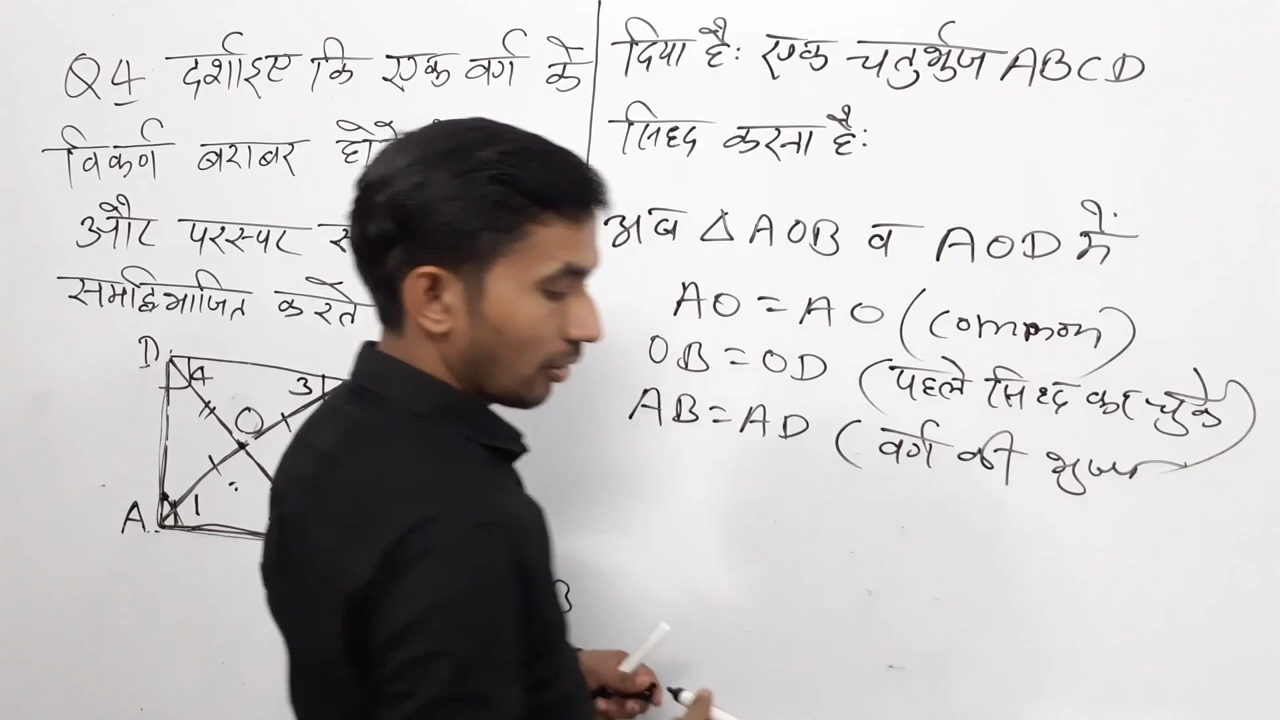 Q4 दर्शाइए कि एक वर्ग के
विकर्ण बराबर
और परस्पर
समद्विभाजित करते
D 4 3
O
A 1
B
दिया है: एक चतुर्भुज ABCD
सिध्द करना है:
अब △AOB व AOD में
AO = AO (common)
OB = OD (पहले सिध्द कर चुके)
AB = AD (वर्ग की भुजा